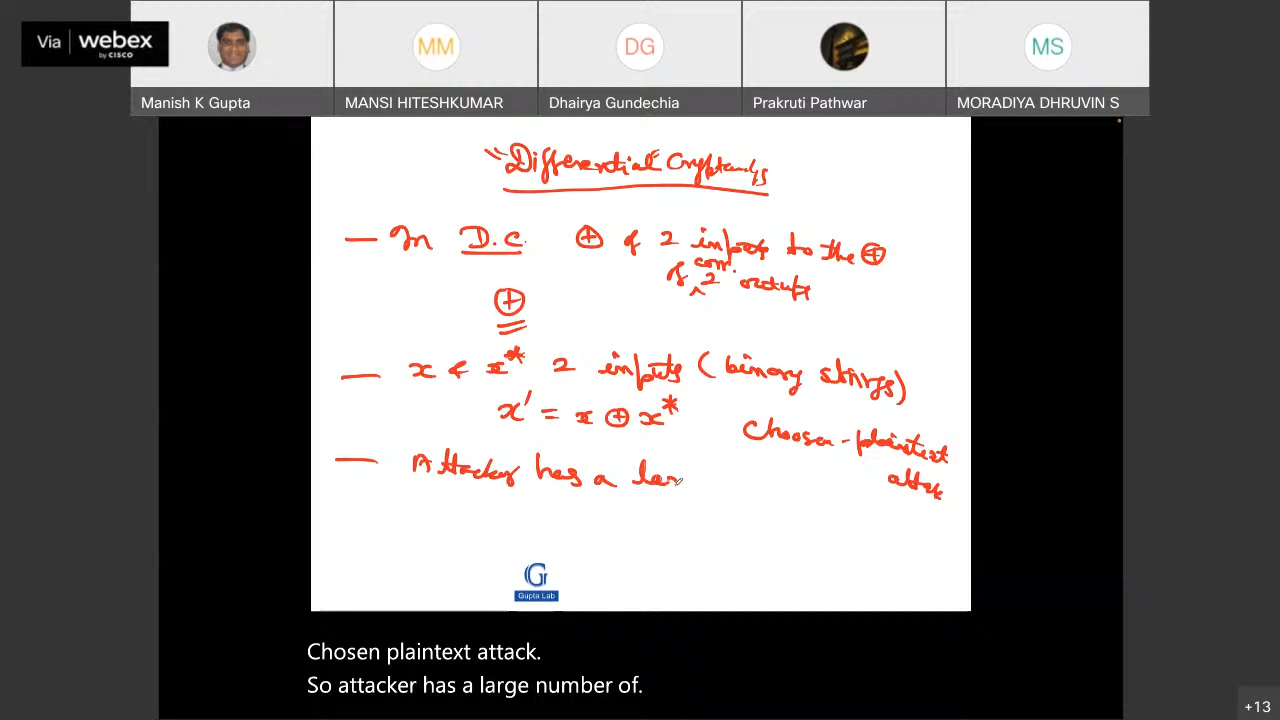 Via webex
by CISCO
MM
DG
MS
Manish K Gupta
MANSI HITESHKUMAR
Dhairya Gundechia
Prakruti Pathwar
MORADIYA DHRUVIN S
"Differential" Cryptanalys
— In D.C. ⊕ of 2 inputs to the ⊕
of corr. 2 outputs
⊕
— x & x* 2 inputs (binary strings)
x' = x ⊕ x*
Choosen-plaintext
attack
— Attacker has a lar
G
Gupta Lab
Chosen plaintext attack.
So attacker has a large number of.
+13